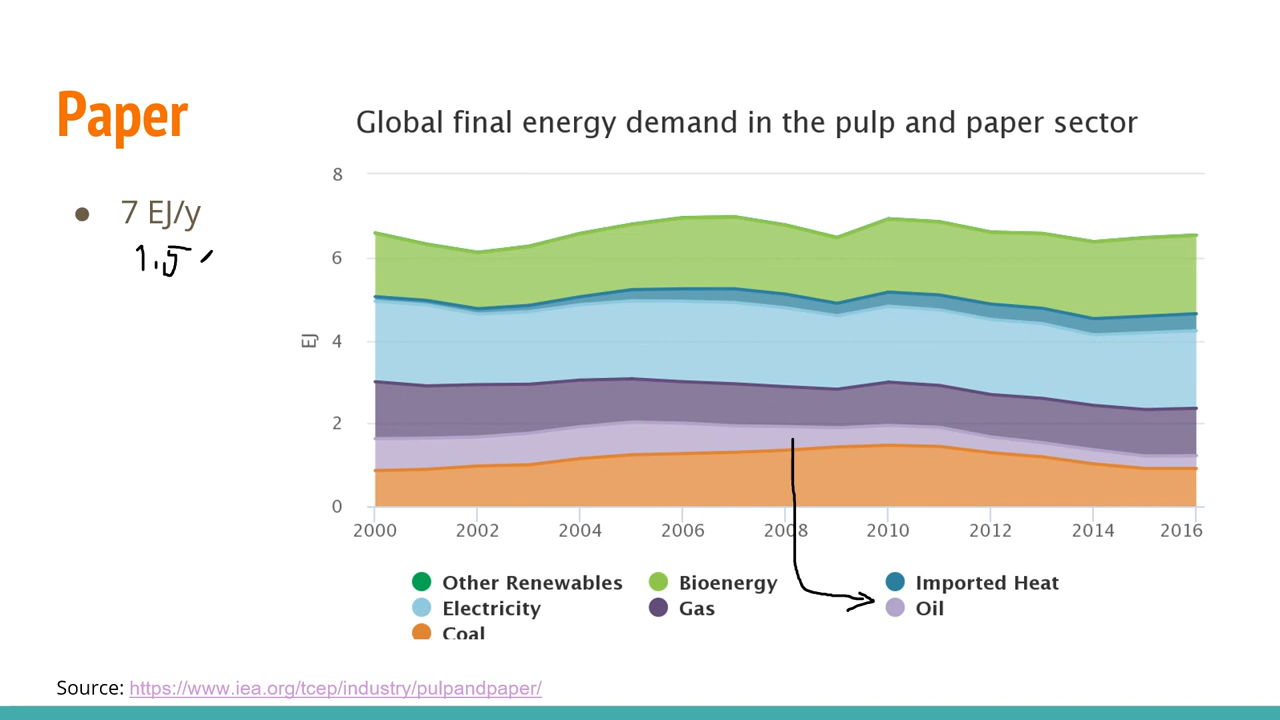 Paper
Global final energy demand in the pulp and paper sector
● 7 EJ/y
1.5
8
6
EJ
4
2
0
2000 2002 2004 2006 2008 2010 2012 2014 2016
Other Renewables Bioenergy Imported Heat
Electricity Gas Oil
Coal
Source: https://www.iea.org/tcep/industry/pulpandpaper/